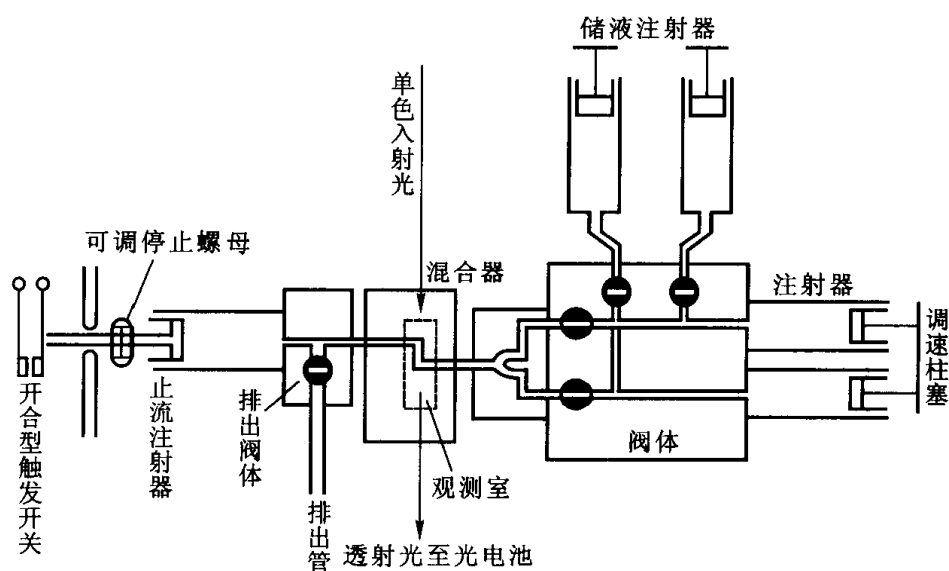 储液注射器
单色入射光
可调停止螺母
混合器
注射器
调速柱塞
开合型触发开关
止流注射器
排出阀体
排出管
观测室
阀体
透射光至光电池